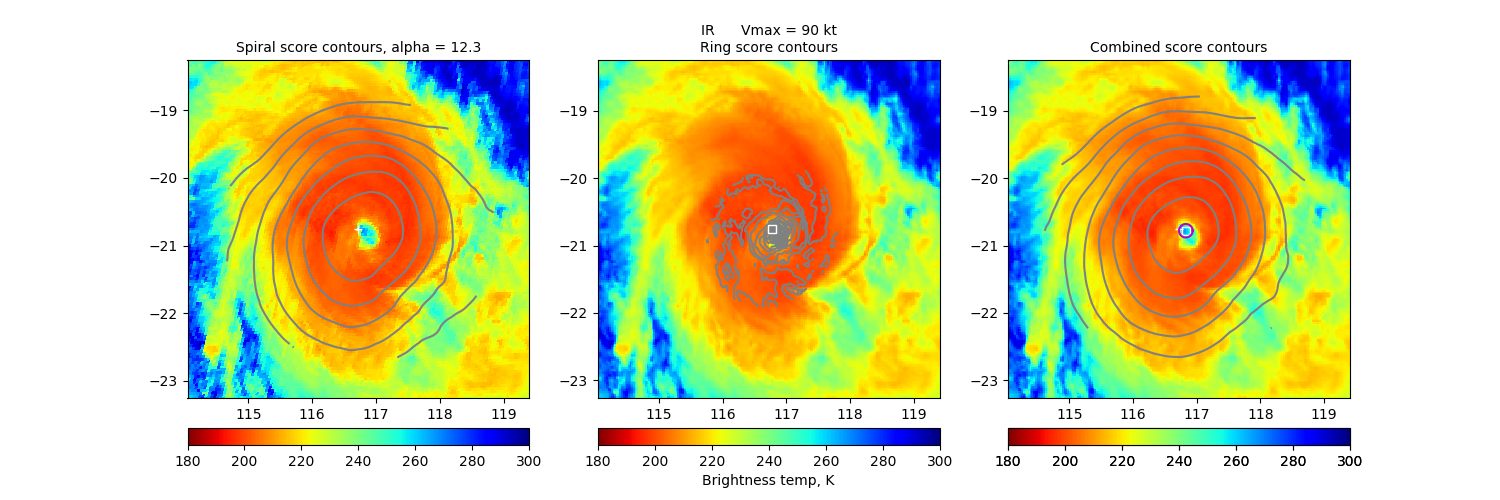 IR Vmax = 90 kt
Spiral score contours, alpha = 12.3
Ring score contours
Combined score contours
−19
−20
−21
−22
−23
115 116 117 118 119
−19
−20
−21
−22
−23
115 116 117 118 119
−19
−20
−21
−22
−23
115 116 117 118 119
180 200 220 240 260 280 300
180 200 220 240 260 280 300
180 200 220 240 260 280 300
Brightness temp, K